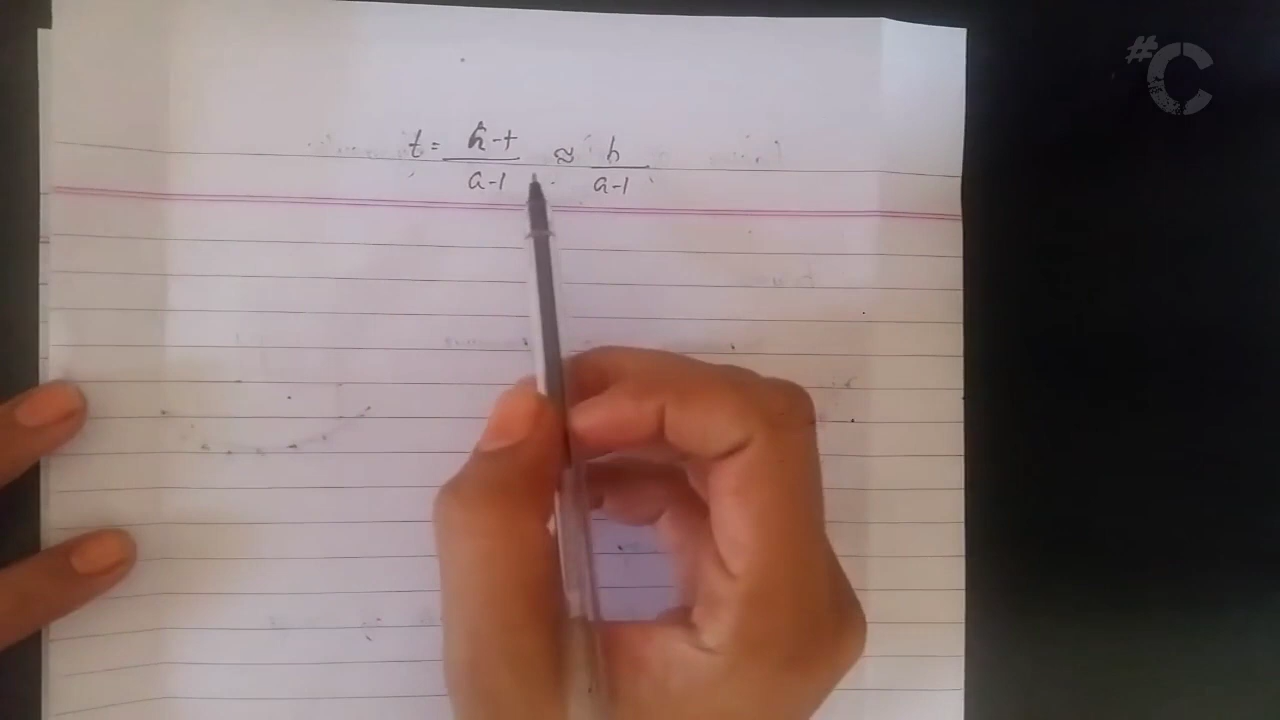 #C
t = h-t / a-1 ≈ h / a-1